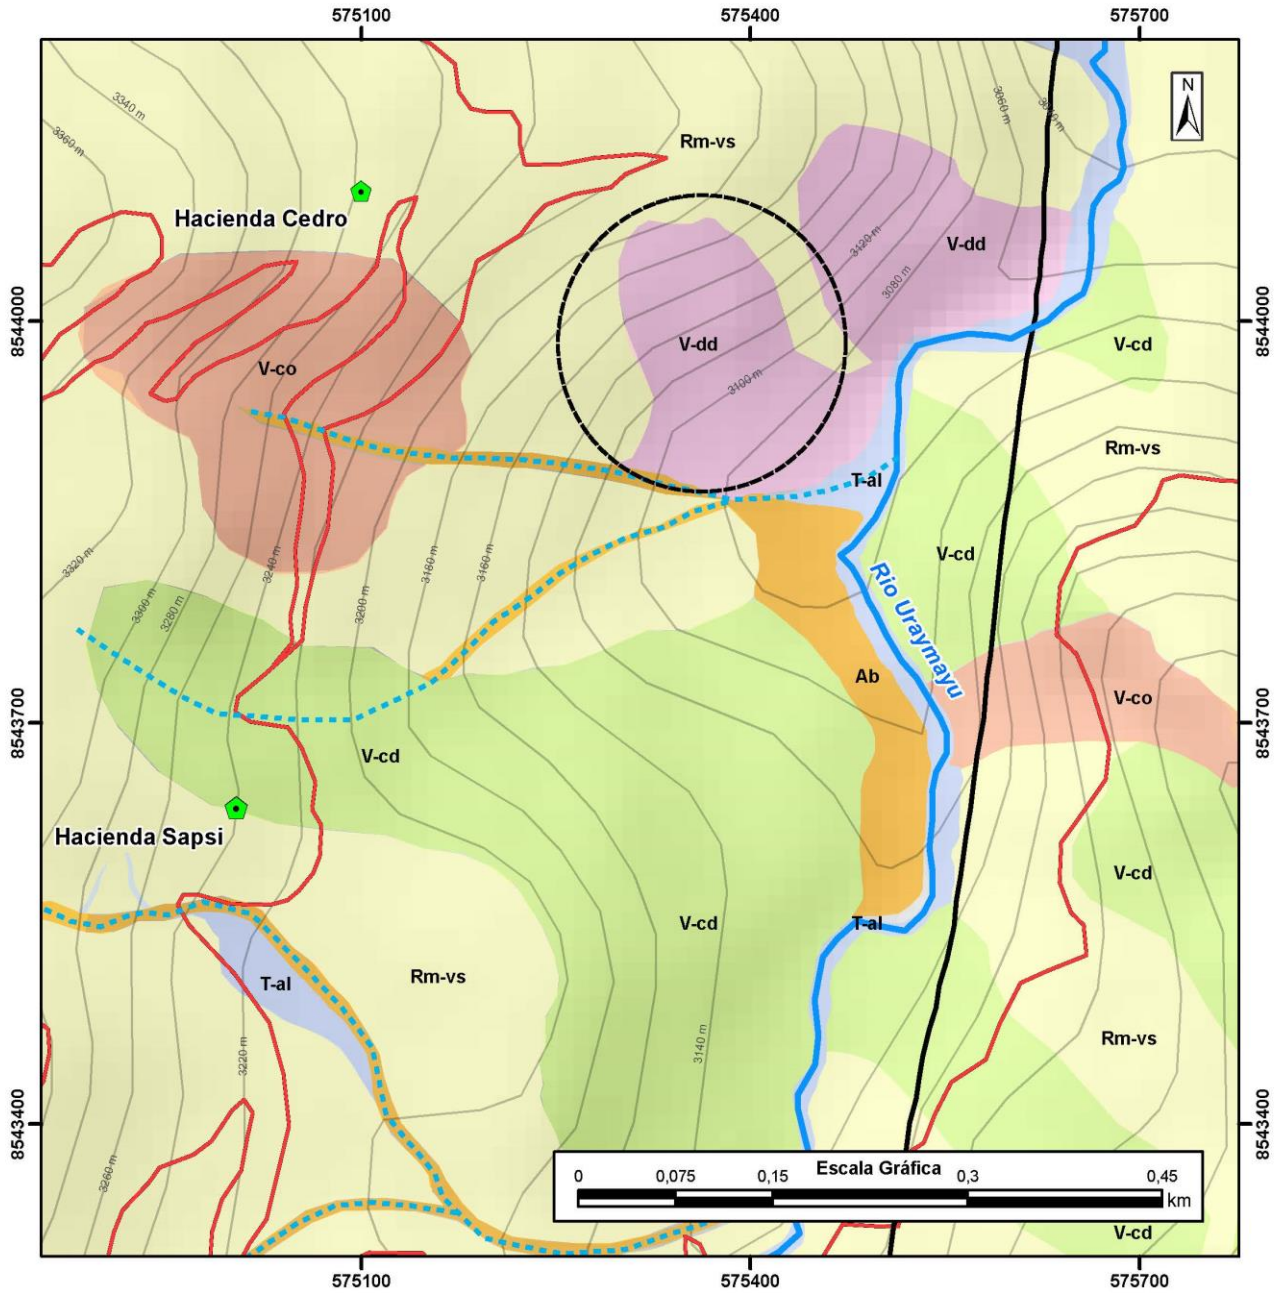 575100 575400 575700
N
3340 m
3360 m
3060 m
Rm-vs
Hacienda Cedro
V-dd
3120 m
3080 m
8544000
8544000
V-co
V-dd
V-cd
3100 m
Rm-vs
T-al
3320 m
3240 m
3180 m
3160 m
V-cd
3300 m
3280 m
3200 m
Rio Uraymayu
Ab
V-co
8543700
8543700
V-cd
Hacienda Sapsi
V-cd
V-cd
T-al
Rm-vs
T-al
3220 m
3140 m
Rm-vs
8543400
8543400
3260 m
Escala Gráfica
0 0,075 0,15 0,3 0,45
km
V-cd
575100 575400 575700